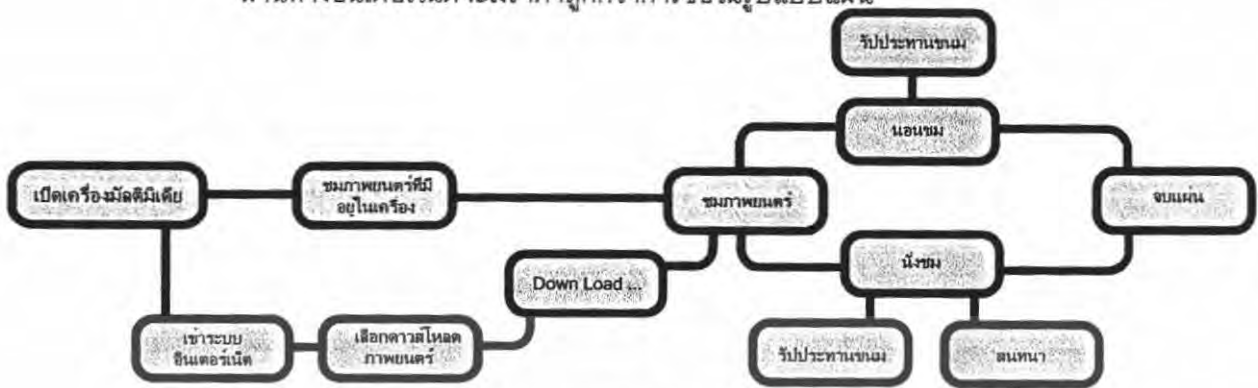 รับประทานขนม
นอนชม
เปิดเครื่องมัลติมีเดีย
ชมภาพยนตร์ที่มี
อยู่ในเครื่อง
ชมภาพยนตร์
จบแผ่น
นั่งชม
Down Load ...
เข้าระบบ
อินเตอร์เน็ต
เลือกดาวส์โหลด
ภาพยนตร์
รับประทานขนม
สนทนา